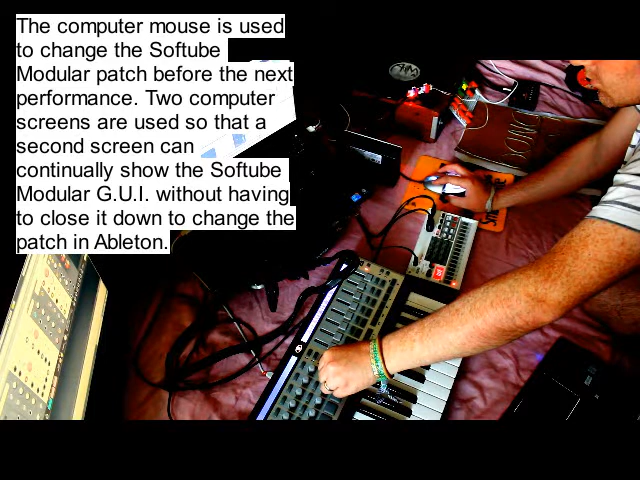 The computer mouse is used
to change the Softube
Modular patch before the next
performance. Two computer
screens are used so that a
second screen can
continually show the Softube
Modular G.U.I. without having
to close it down to change the
patch in Ableton.